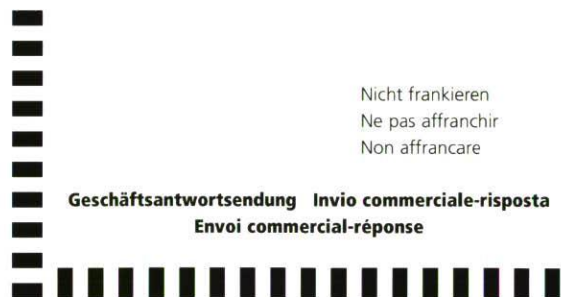 Nicht frankieren
Ne pas affranchir
Non affrancare
Geschäftsantwortsendung Invio commerciale-risposta
Envoi commercial-réponse